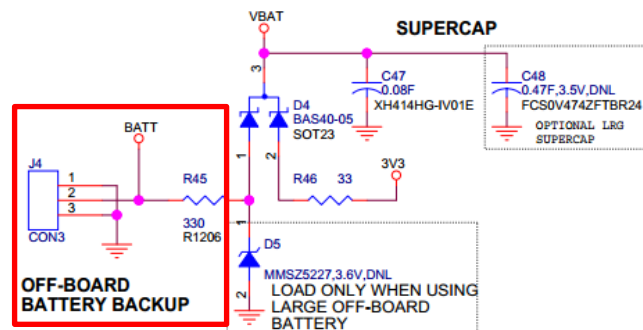 VBAT
SUPERCAP
3
C47
0.08F
XH414HG-IV01E
C48
0.47F,3.5V,DNL
FCS0V474ZFTBR24
OPTIONAL LRG
SUPERCAP
D4
BAS40-05
SOT23
1
2
BATT
J4
1
2
3
CON3
R45
330
R1206
R46 33
3V3
1
D5
2
MMSZ5227,3.6V,DNL
LOAD ONLY WHEN USING
LARGE OFF-BOARD
BATTERY
OFF-BOARD
BATTERY BACKUP